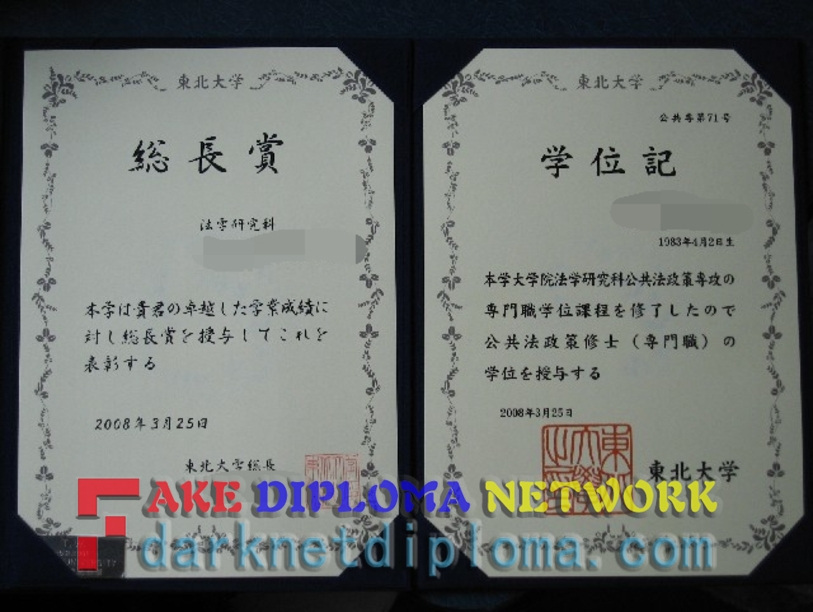 東北大学
総長賞
法学研究科
本学は貴君の卓越した学業成績に
対し総長賞を授与してこれを
表彰する
2008年3月25日
東北大学総長
東北大学
公共専第71号
学位記
1983年4月2日生
本学大学院法学研究科公共法政策専攻の
専門職学位課程を修了したので
公共法政策修士（専門職）の
学位を授与する
2008年3月25日
東北大学
FAKE DIPLOMA NETWORK
darknetdiploma.com